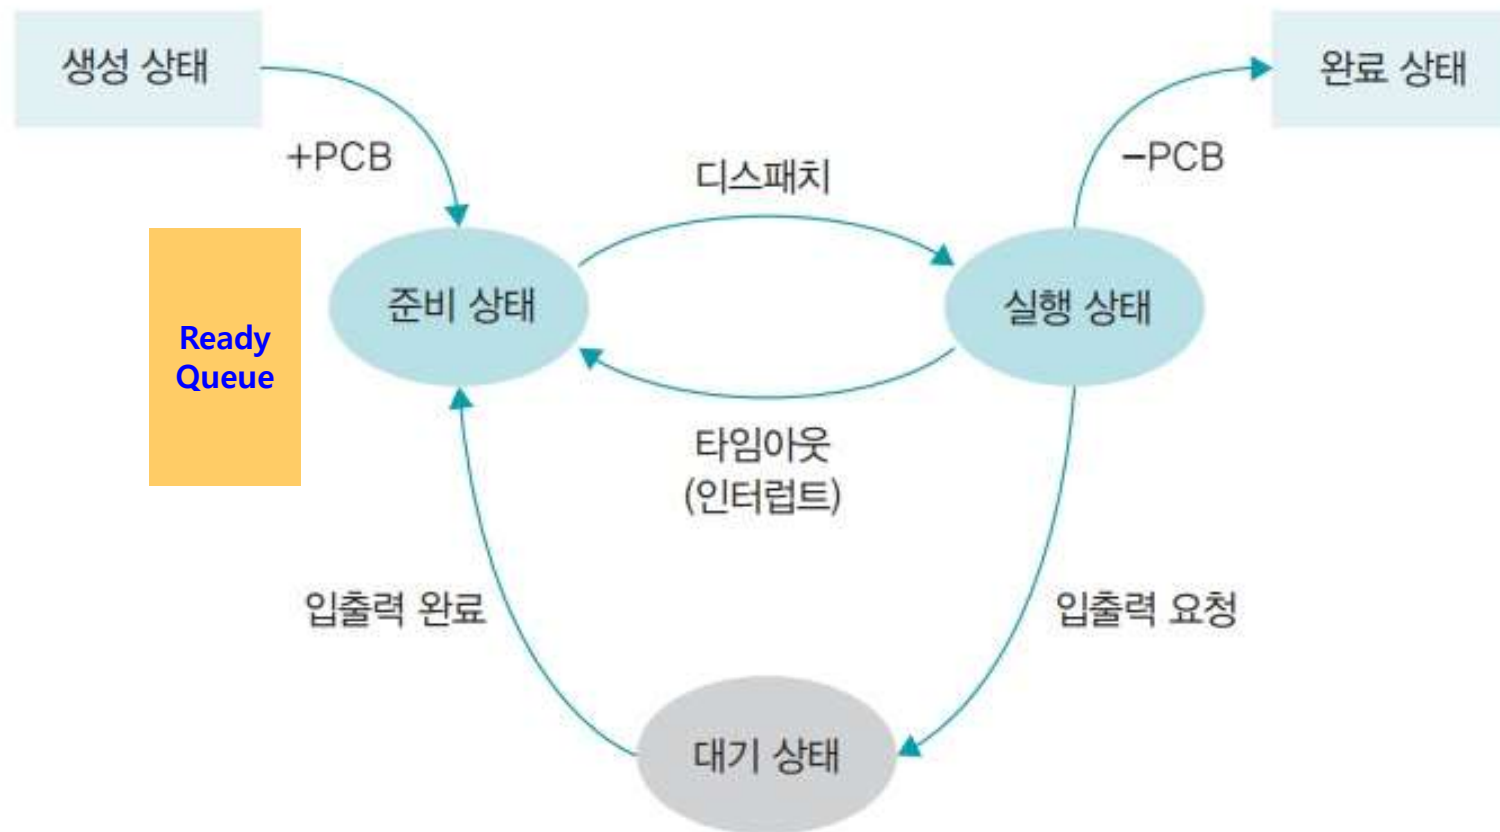 생성 상태
완료 상태
+PCB
디스패치
-PCB
준비 상태
실행 상태
Ready
Queue
타임아웃
(인터럽트)
입출력 완료
입출력 요청
대기 상태